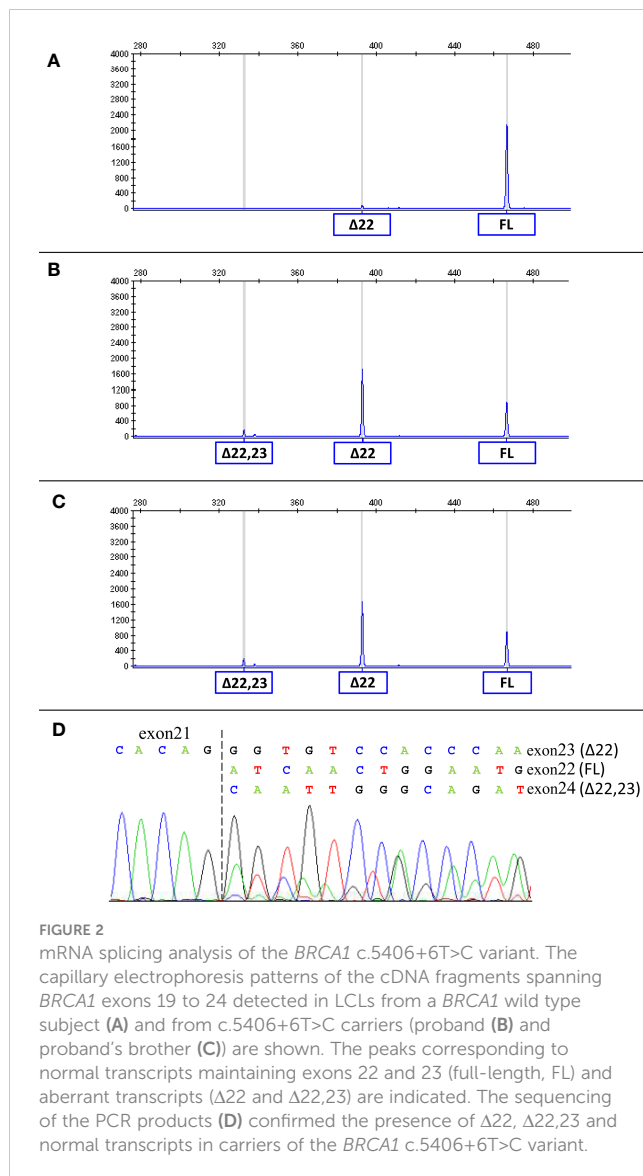 A
280 320 400 440 480
4000
3600
3200
2800
2400
2000
1600
1200
800
400
0
Δ22 FL
B
280 320 400 440 480
4000
3600
3200
2800
2400
2000
1600
1200
800
400
0
Δ22,23 Δ22 FL
C
280 320 400 440 480
4000
3600
3200
2800
2400
2000
1600
1200
800
400
0
Δ22,23 Δ22 FL
D
exon21
C A C A G G G T G T C C A C C C A A exon23 (Δ22)
A T C A A C T G G A A T G exon22 (FL)
C A A T T G G G C A G A T exon24 (Δ22,23)
FIGURE 2
mRNA splicing analysis of the BRCA1 c.5406+6T>C variant. The
capillary electrophoresis patterns of the cDNA fragments spanning
BRCA1 exons 19 to 24 detected in LCLs from a BRCA1 wild type
subject (A) and from c.5406+6T>C carriers (proband (B) and
proband's brother (C)) are shown. The peaks corresponding to
normal transcripts maintaining exons 22 and 23 (full-length, FL) and
aberrant transcripts (Δ22 and Δ22,23) are indicated. The sequencing
of the PCR products (D) confirmed the presence of Δ22, Δ22,23 and
normal transcripts in carriers of the BRCA1 c.5406+6T>C variant.